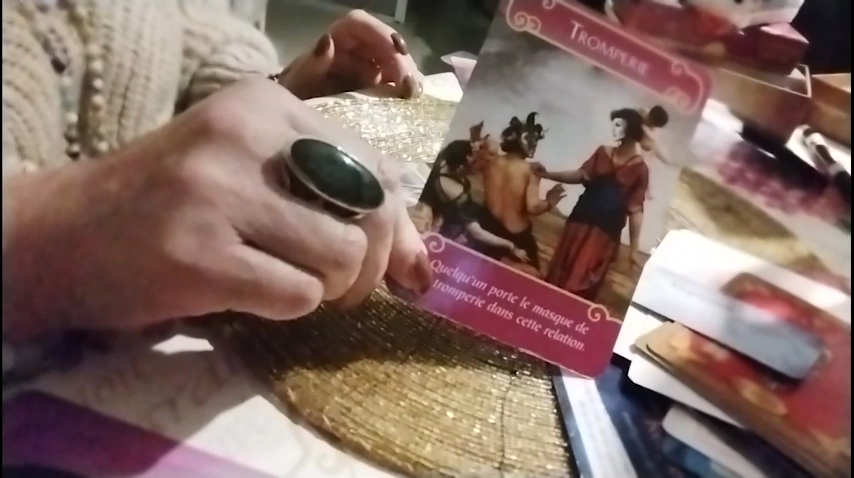 TROMPERIE
Quelqu'un porte le masque de
tromperie dans cette relation.